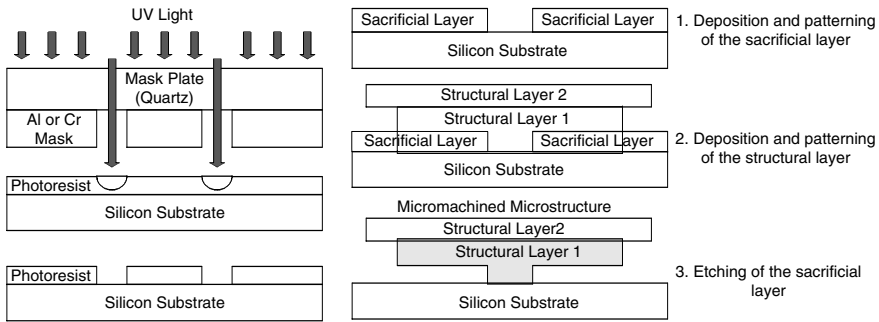 UV Light
Mask Plate
(Quartz)
Al or Cr
Mask
Photoresist
Silicon Substrate
Photoresist
Silicon Substrate
Sacrificial Layer Sacrificial Layer
Silicon Substrate
1. Deposition and patterning
of the sacrificial layer
Structural Layer 2
Structural Layer 1
Sacrificial Layer Sacrificial Layer
Silicon Substrate
2. Deposition and patterning
of the structural layer
Micromachined Microstructure
Structural Layer2
Structural Layer 1
Silicon Substrate
3. Etching of the sacrificial
layer